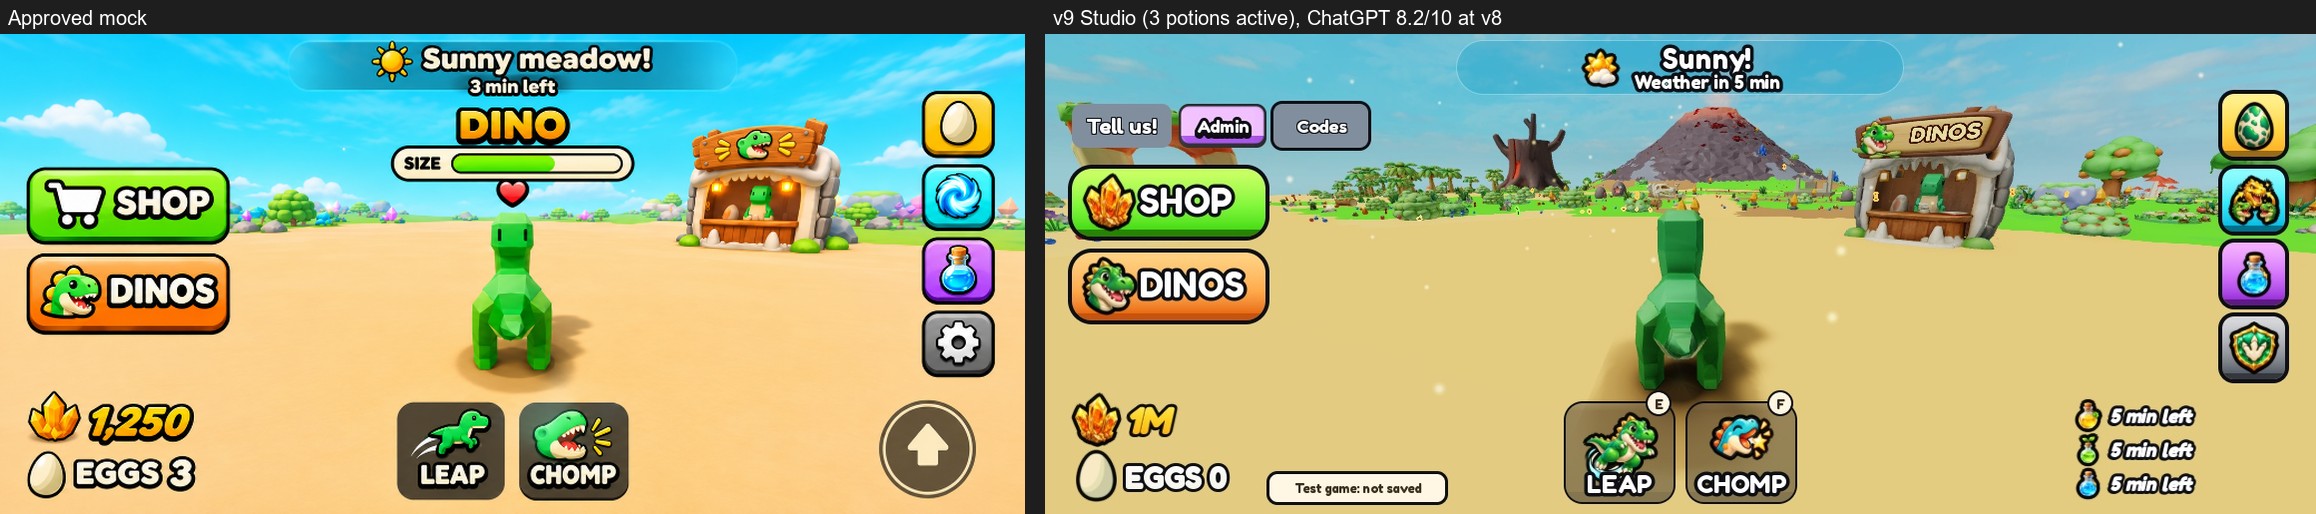 Approved mock
Sunny meadow!
3 min left
DINO
SIZE
SHOP
DINOS
1,250
EGGS 3
LEAP
CHOMP
v9 Studio (3 potions active), ChatGPT 8.2/10 at v8
Sunny!
Weather in 5 min
Tell us!
Admin
Codes
DINOS
SHOP
DINOS
1M
EGGS 0
Test game: not saved
E
LEAP
F
CHOMP
5 min left
5 min left
5 min left